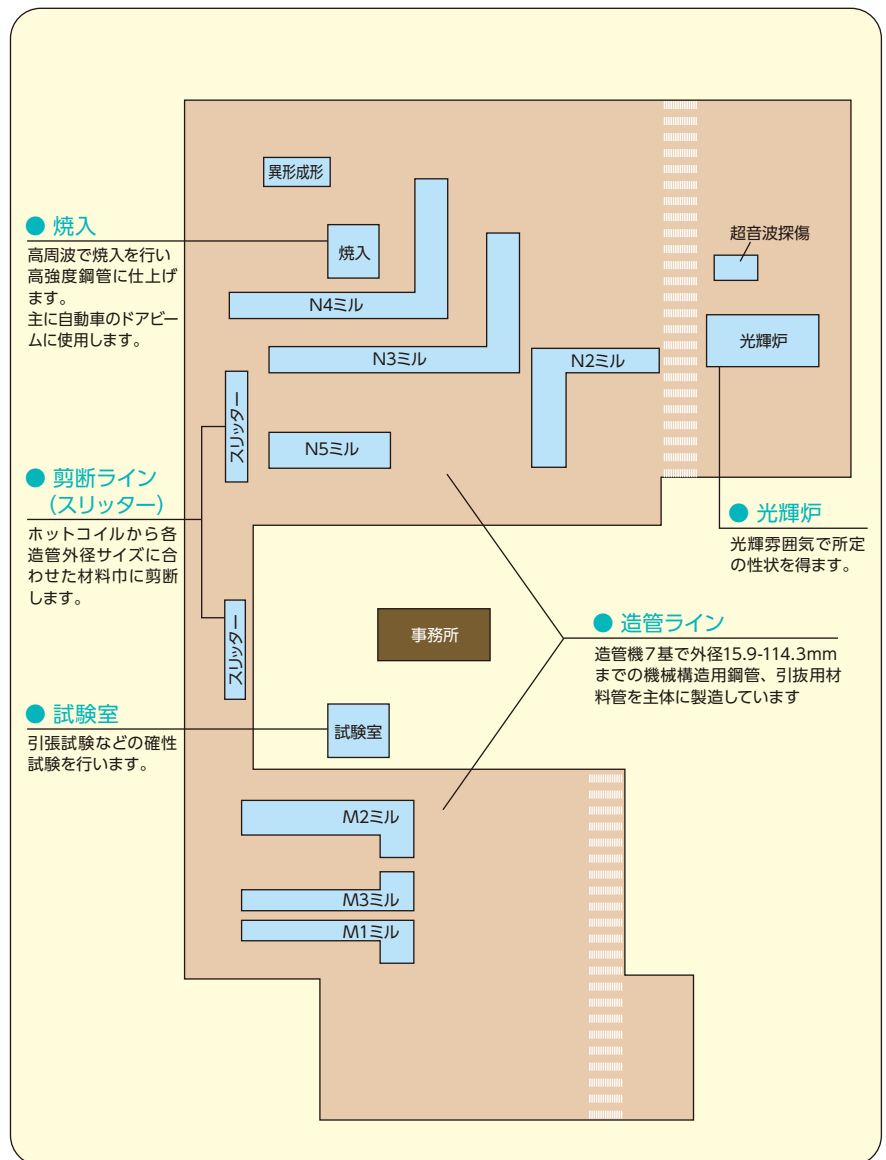 異形成形
● 焼入
高周波で焼入を行い
高強度鋼管に仕上げ
ます。
主に自動車のドアビー
ムに使用します。
焼入
超音波探傷
N4ミル
光輝炉
N3ミル
N2ミル
スリッター
N5ミル
● 剪断ライン
（スリッター）
ホットコイルから各
造管外径サイズに合
わせた材料巾に剪断
します。
● 光輝炉
光輝雰囲気で所定
の性状を得ます。
スリッター
事務所
● 造管ライン
造管機７基で外径15.9-114.3mm
までの機械構造用鋼管、引抜用材
料管を主体に製造しています
● 試験室
引張試験などの確性
試験を行います。
試験室
M2ミル
M3ミル
M1ミル